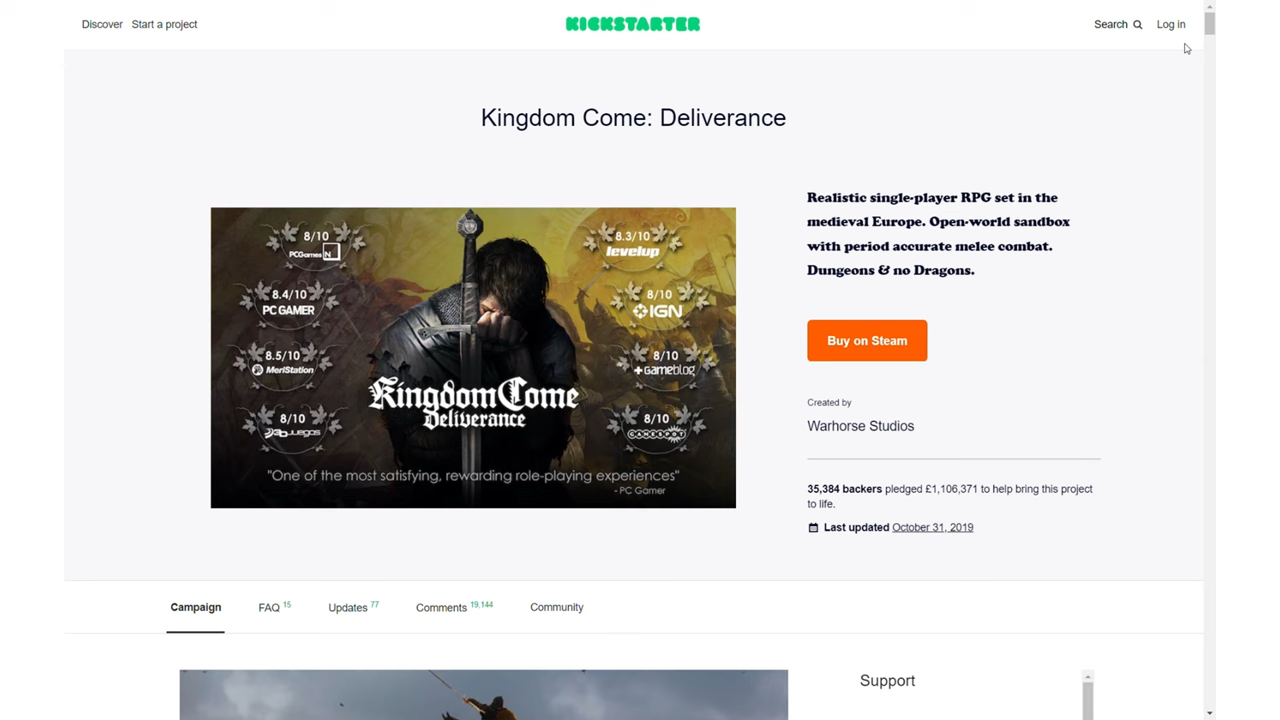 Discover Start a project
KICKSTARTER
Search Log in
Kingdom Come: Deliverance
8/10
PCGamesN
8.4/10
PC GAMER
8.5/10
MeriStation
8/10
3DJUEGOS
8.3/10
levelup
8/10
IGN
8/10
gameblog
8/10
GAMESPOT
Kingdom Come
Deliverance
"One of the most satisfying, rewarding role-playing experiences"
- PC Gamer
Realistic single-player RPG set in the
medieval Europe. Open-world sandbox
with period accurate melee combat.
Dungeons & no Dragons.
Buy on Steam
Created by
Warhorse Studios
35,384 backers pledged £1,106,371 to help bring this project
to life.
Last updated October 31, 2019
Campaign FAQ 15 Updates 77 Comments 19,144 Community
Support